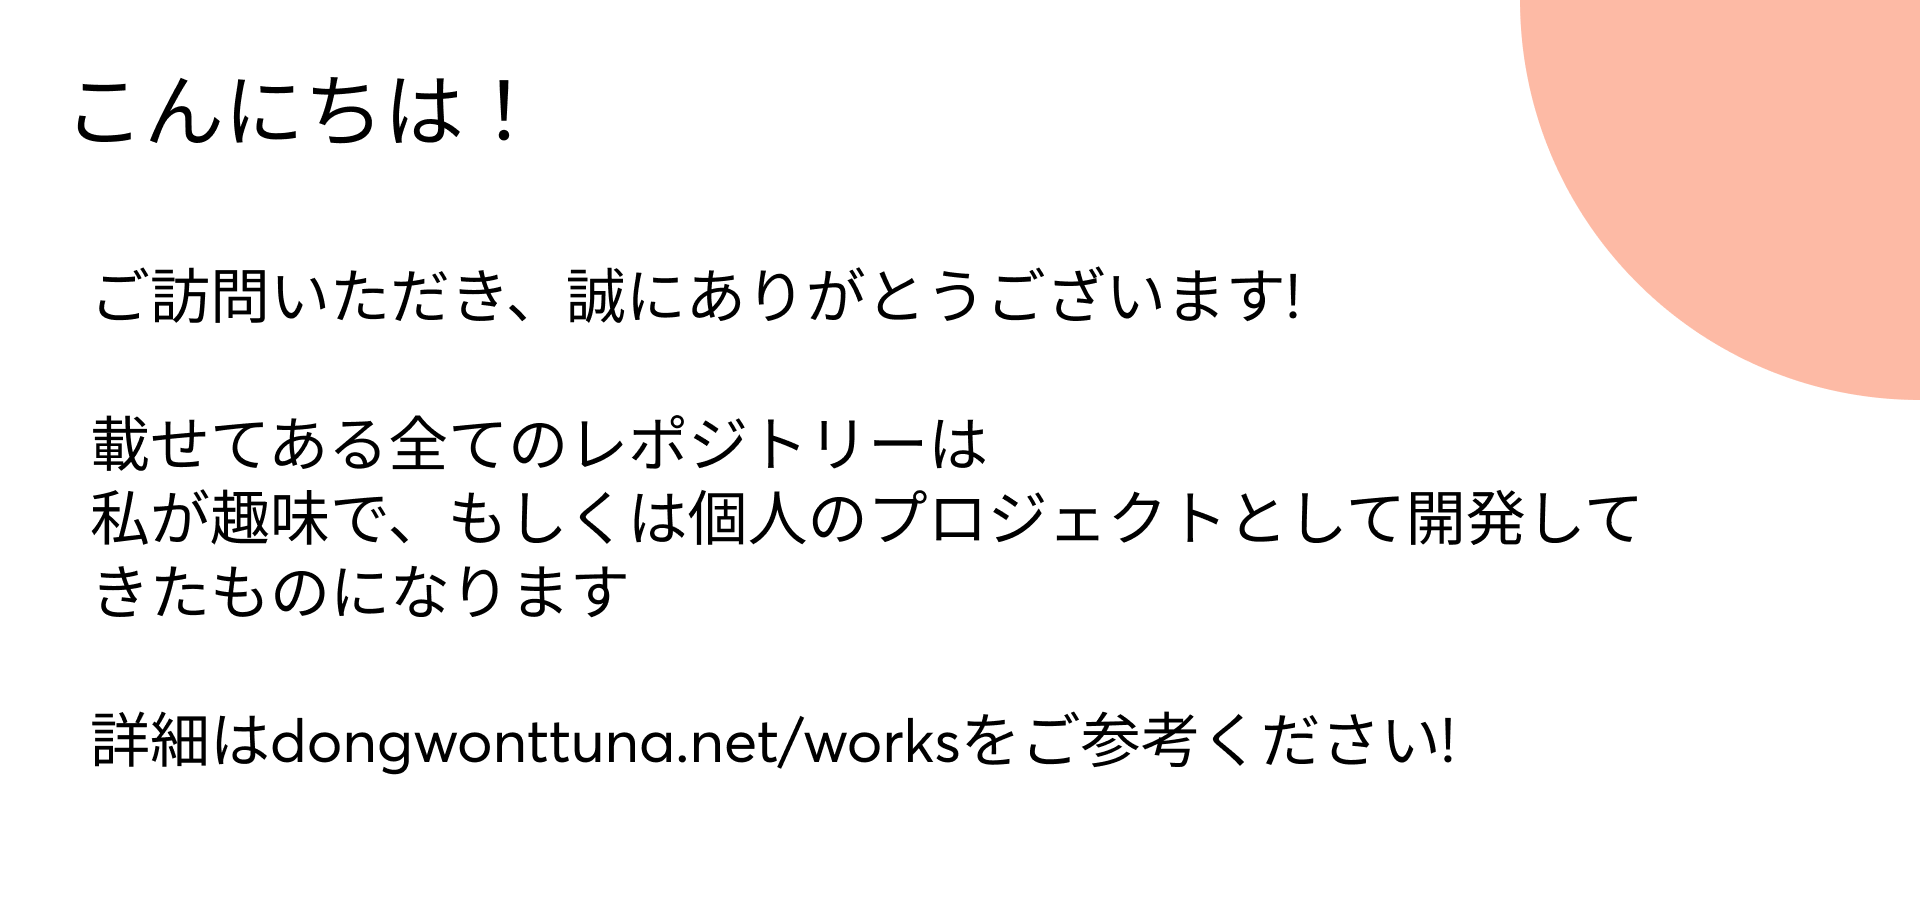 こんにちは！
ご訪問いただき、誠にありがとうございます!
載せてある全てのレポジトリーは
私が趣味で、もしくは個人のプロジェクトとして開発して
きたものになります
詳細はdongwonttuna.net/worksをご参考ください!